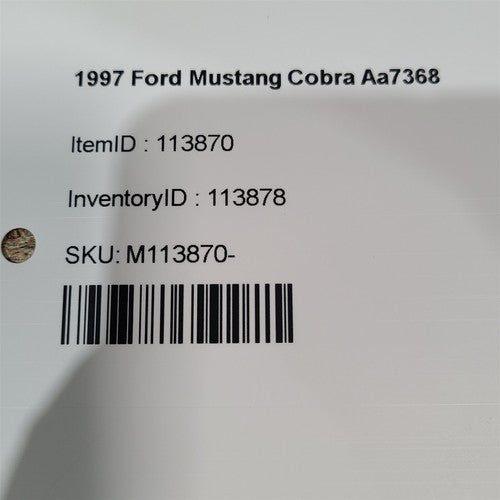 1997 Ford Mustang Cobra Aa7368
ItemID : 113870
InventoryID : 113878
SKU: M113870-